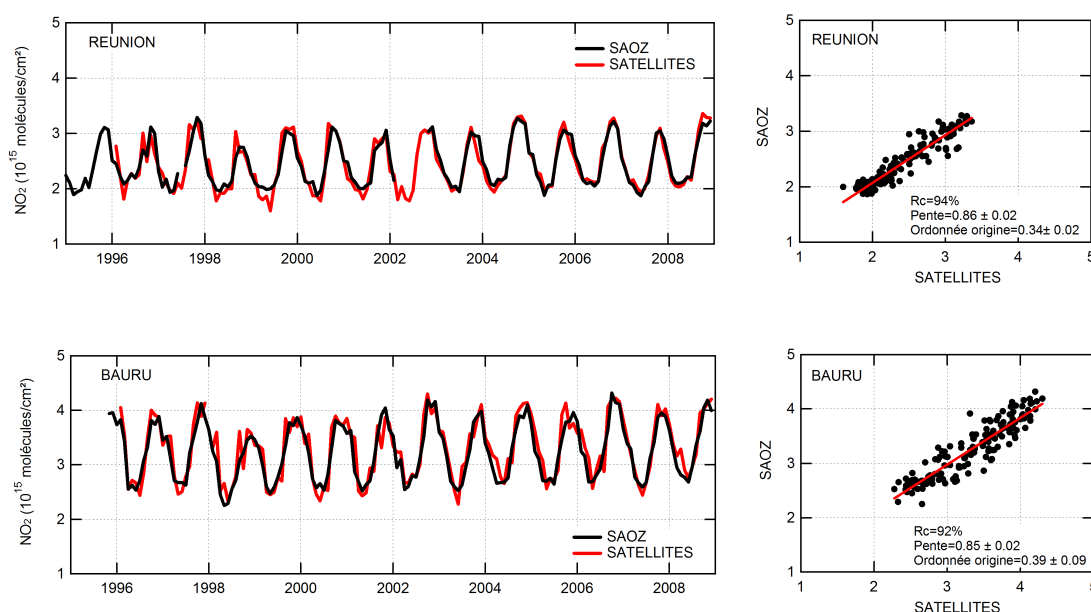 REUNION
SAOZ
SATELLITES
NO₂ (10¹⁵ molécules/cm²)
5
4
3
2
1
1996 1998 2000 2002 2004 2006 2008
REUNION
SAOZ
5
4
3
2
1
Rc=94%
Pente=0.86 ± 0.02
Ordonnée origine=0.34± 0.02
1 2 3 4 5
SATELLITES
BAURU
NO₂ (10¹⁵ molécules/cm²)
5
4
3
2
1
SAOZ
SATELLITES
1996 1998 2000 2002 2004 2006 2008
BAURU
SAOZ
5
4
3
2
1
Rc=92%
Pente=0.85 ± 0.02
Ordonnée origine=0.39 ± 0.09
1 2 3 4 5
SATELLITES